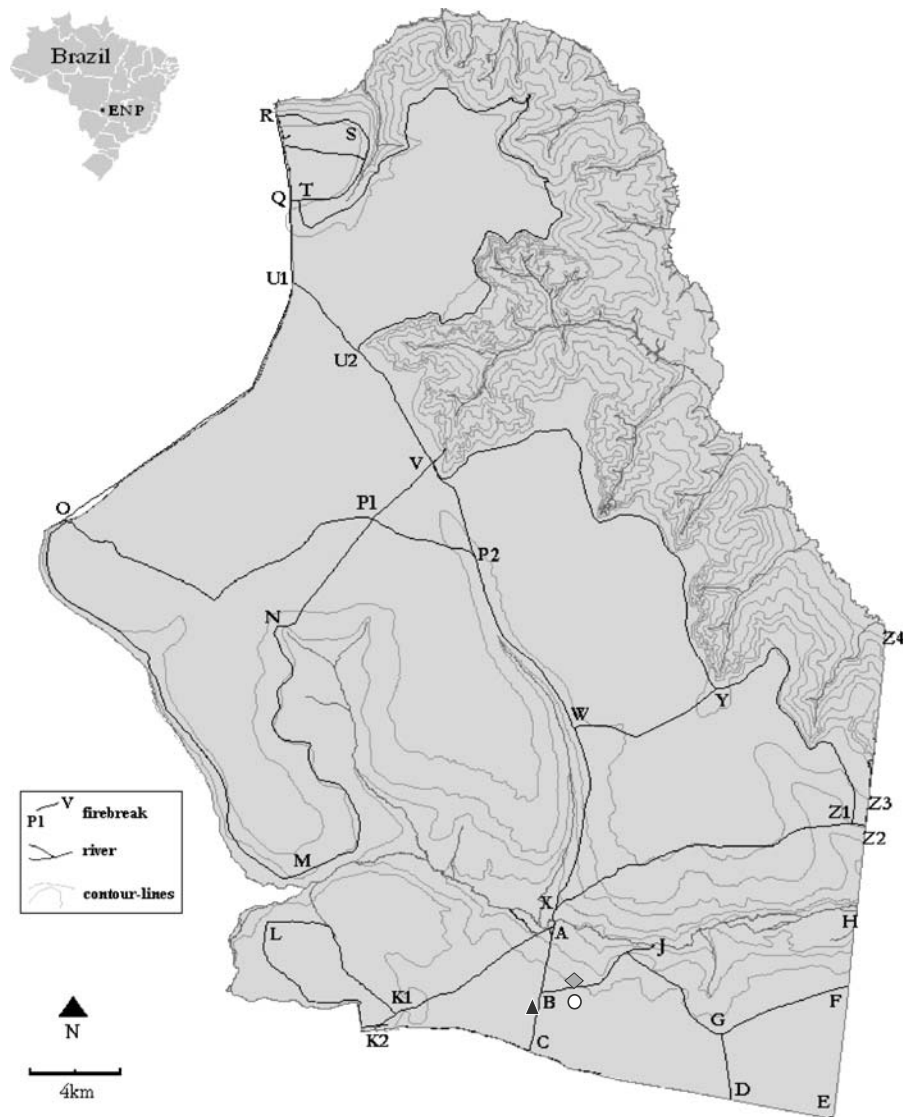 Brazil
ENP
R
S
Q
T
U1
U2
V
O
P1
P2
N
Z4
W
Y
V
P1
firebreak
river
contour-lines
Z3
Z1
Z2
M
X
H
L
A
J
K1
B
F
N
G
K2
C
4km
D
E